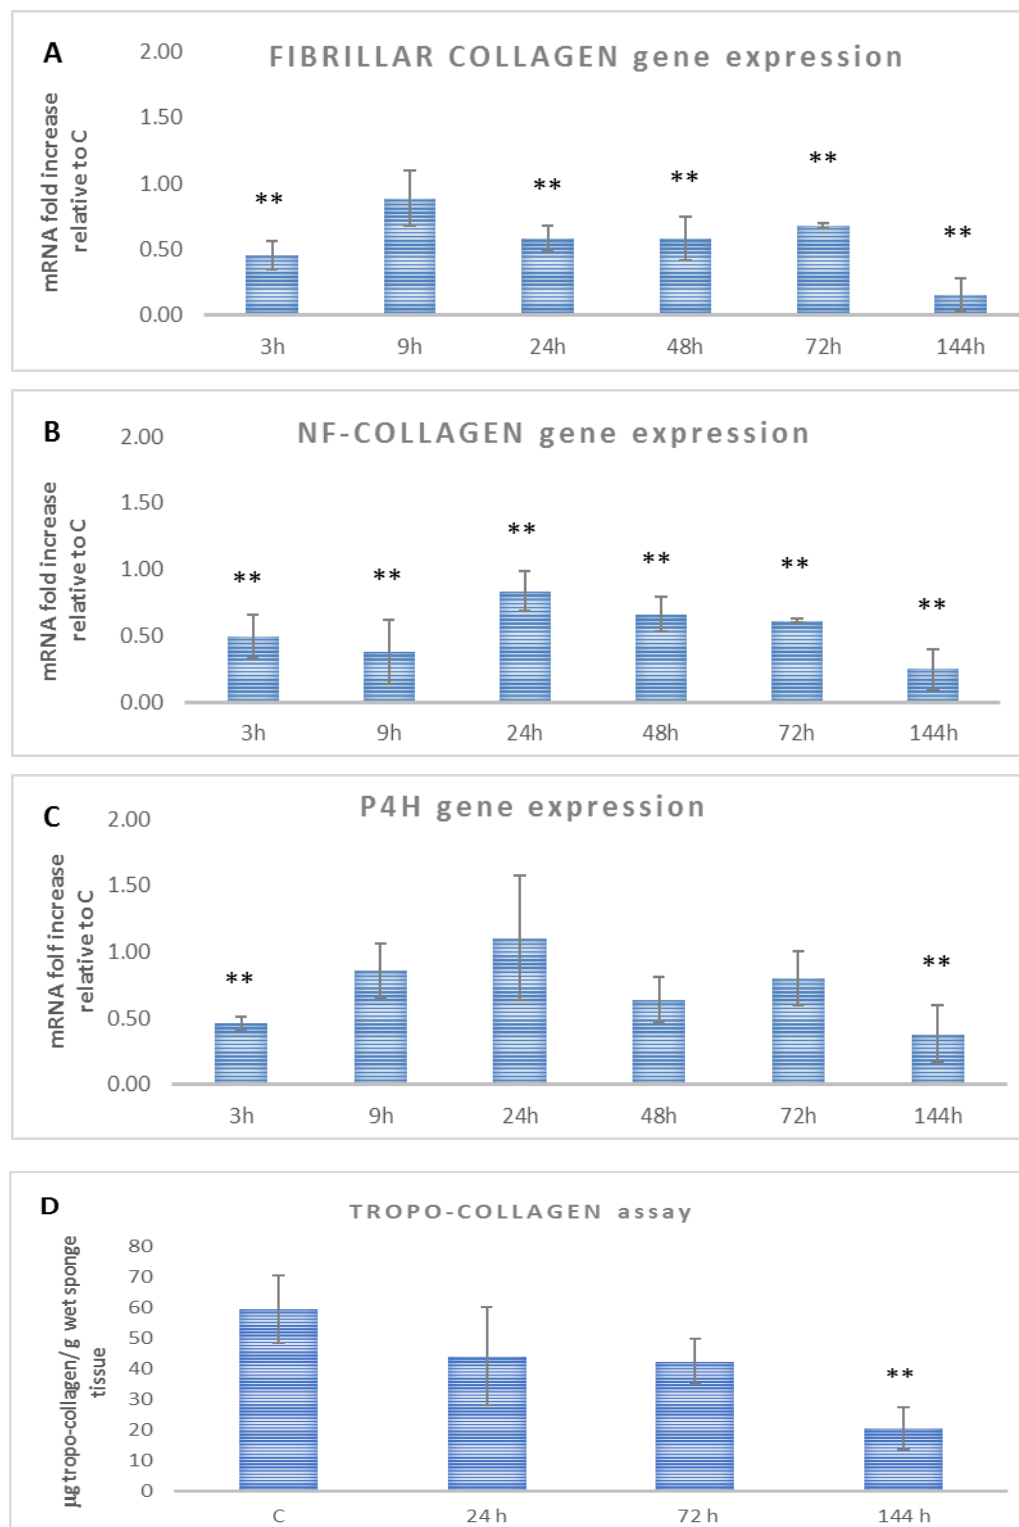 A
FIBRILLAR COLLAGEN gene expression
mRNA fold increase
relative to C
2.00
1.50
1.00
0.50
0.00
** ** ** ** **
3h 9h 24h 48h 72h 144h
B
NF-COLLAGEN gene expression
mRNA fold increase
relative to C
2.00
1.50
1.00
0.50
0.00
** ** ** ** ** **
3h 9h 24h 48h 72h 144h
C
P4H gene expression
mRNA folf increase
relative to C
2.00
1.50
1.00
0.50
0.00
** **
3h 9h 24h 48h 72h 144h
D
TROPO-COLLAGEN assay
µg tropo-collagen/ g wet sponge
tissue
80
70
60
50
40
30
20
10
0
**
C 24 h 72 h 144 h